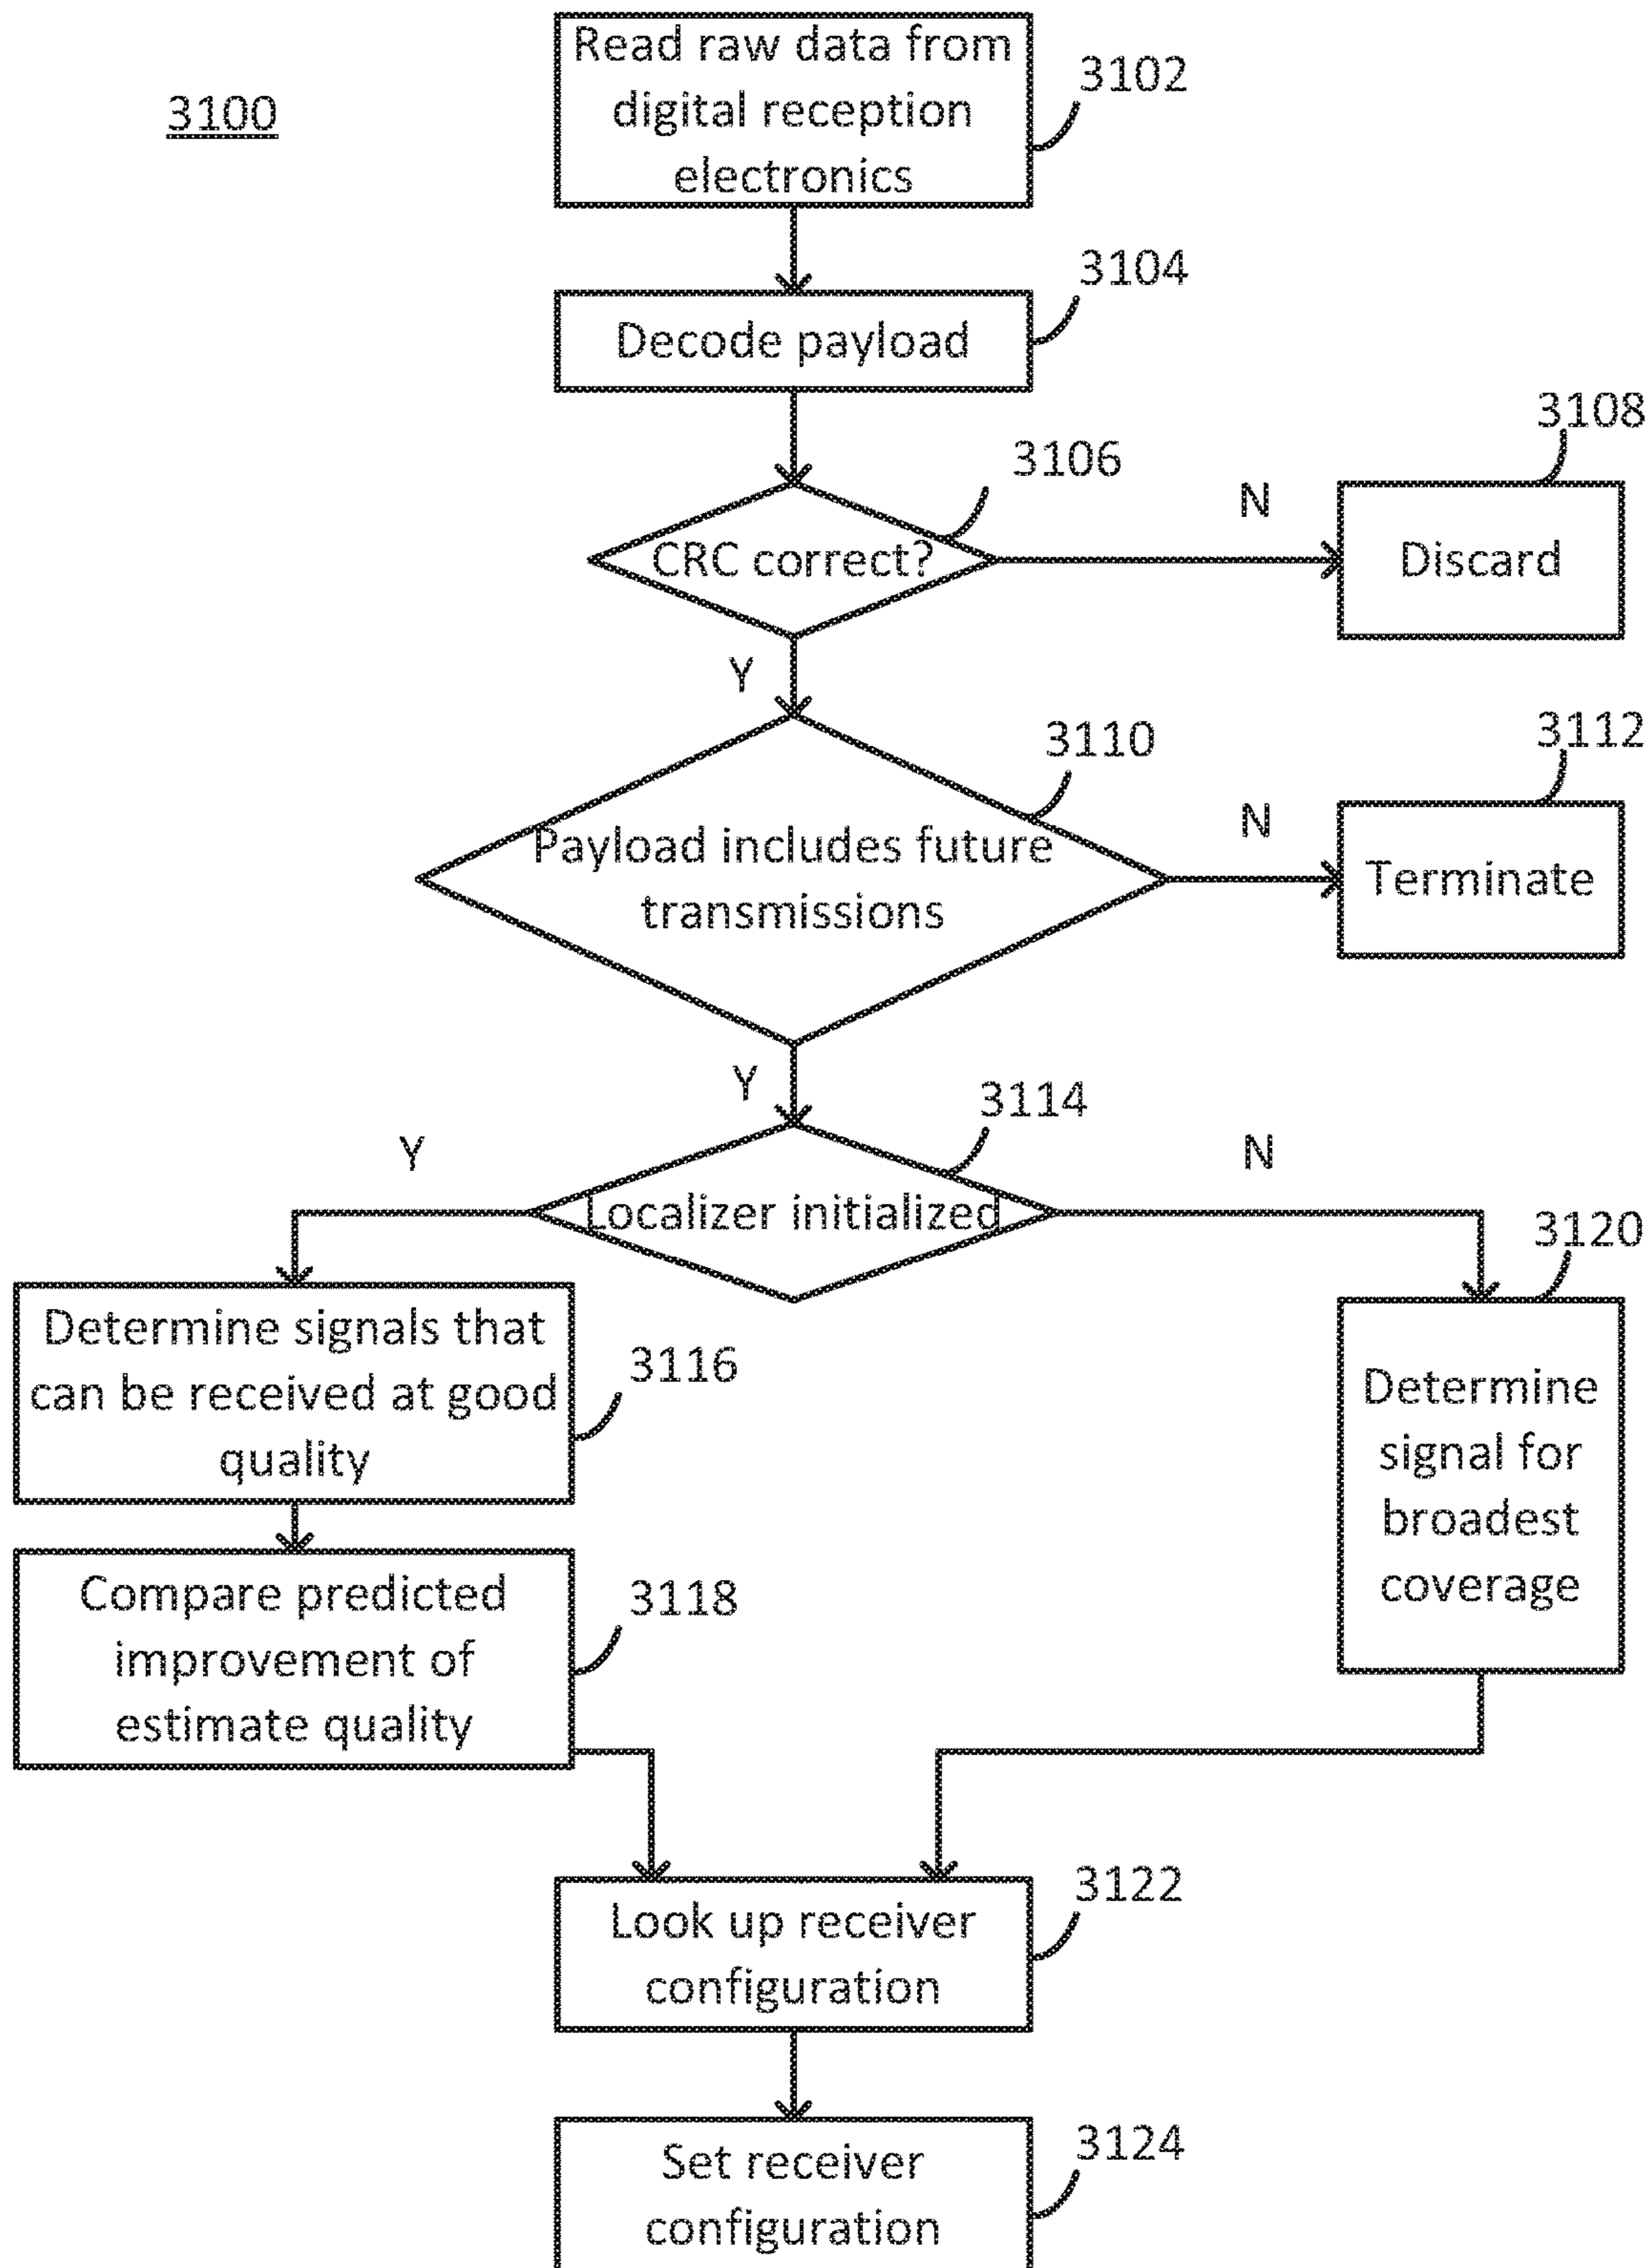 3100
Read raw data from
digital reception
electronics
3102
Decode payload
3104
CRC correct?
3106
N
Discard
3108
Y
Payload includes future
transmissions
3110
N
Terminate
3112
Y
Localizer initialized
3114
Y
N
Determine signals that
can be received at good
quality
3116
Compare predicted
improvement of
estimate quality
3118
Determine
signal for
broadest
coverage
3120
Look up receiver
configuration
3122
Set receiver
configuration
3124